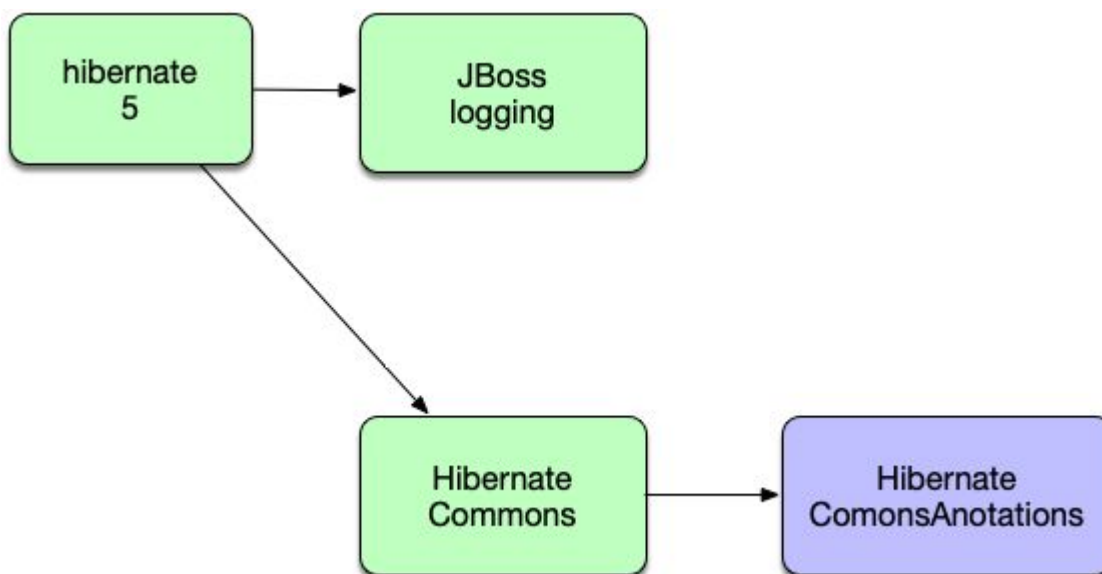 hibernate
5
JBoss
logging
Hibernate
Commons
Hibernate
ComonsAnotations